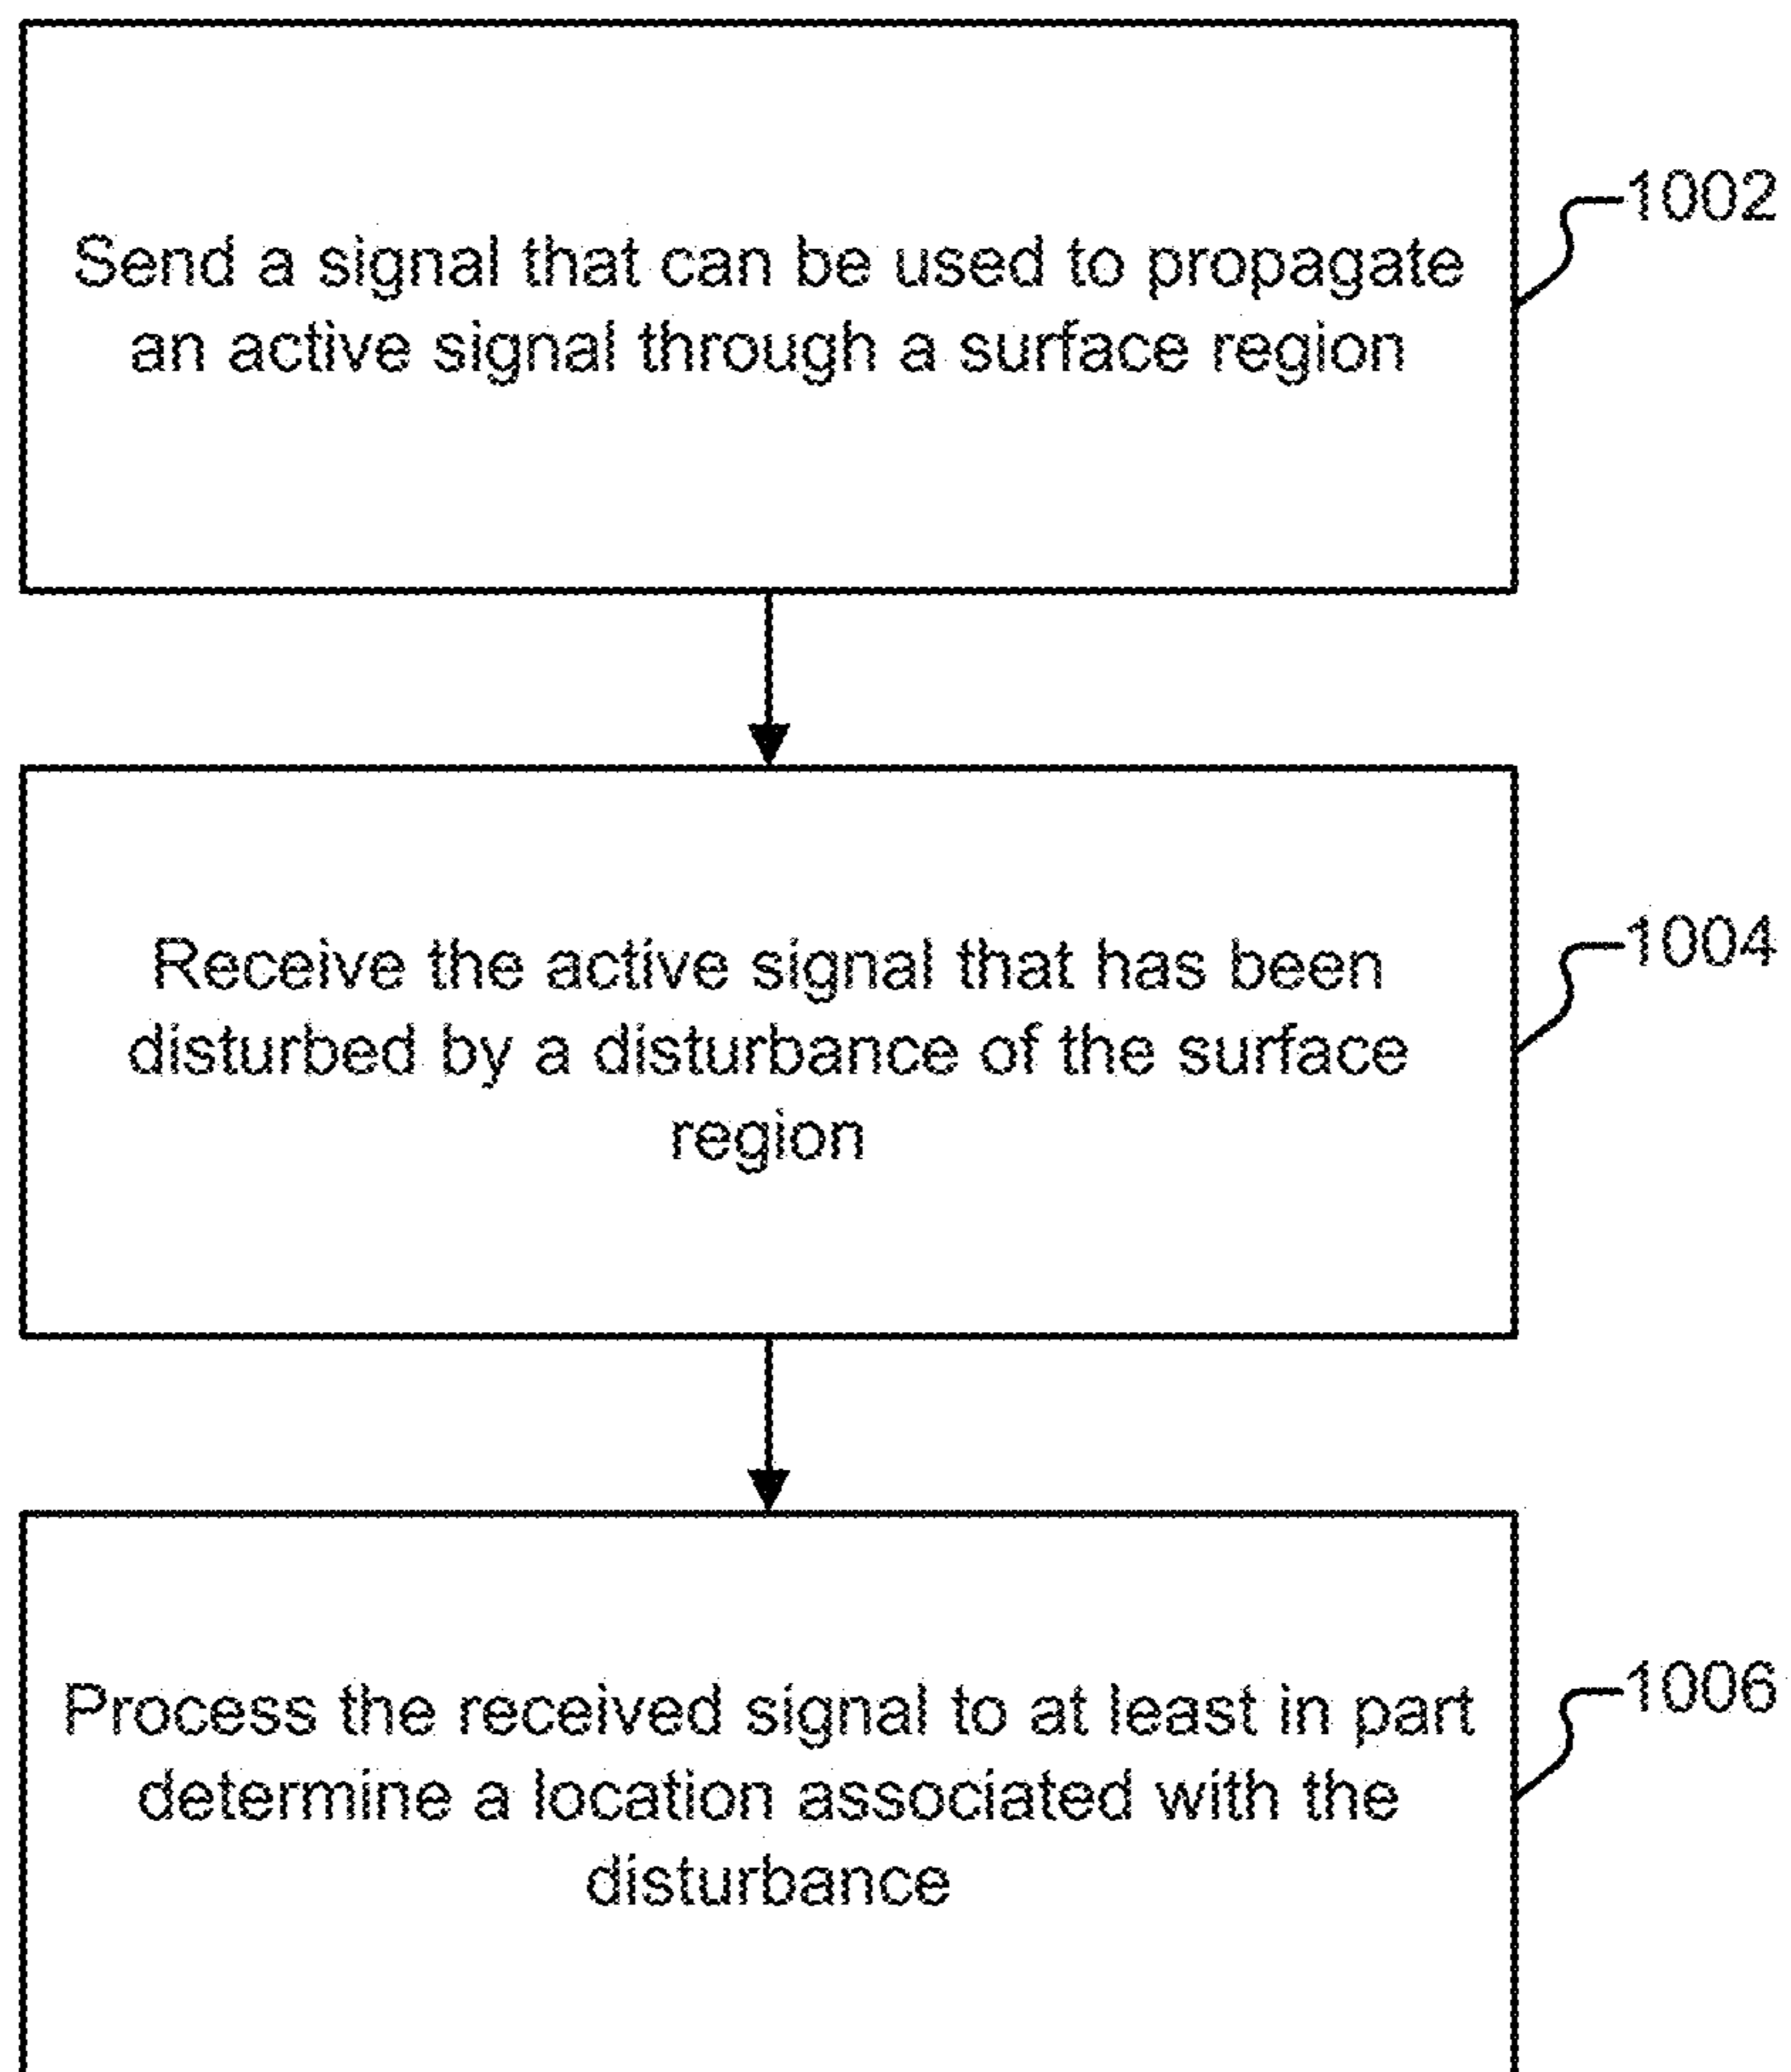 Send a signal that can be used to propagate
an active signal through a surface region
1002
Receive the active signal that has been
disturbed by a disturbance of the surface
region
1004
Process the received signal to at least in part
determine a location associated with the
disturbance
1006